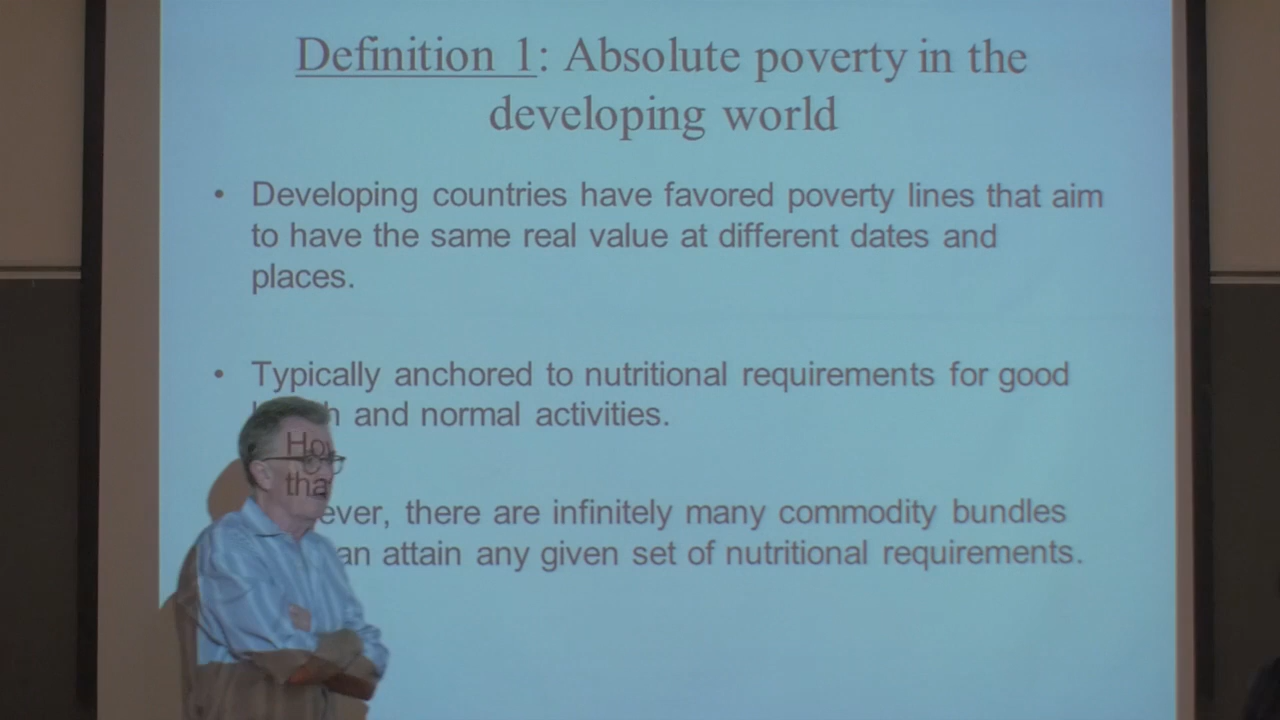 Definition 1: Absolute poverty in the
developing world
• Developing countries have favored poverty lines that aim
to have the same real value at different dates and
places.
• Typically anchored to nutritional requirements for good
and normal activities.
However, there are infinitely many commodity bundles
that can attain any given set of nutritional requirements.